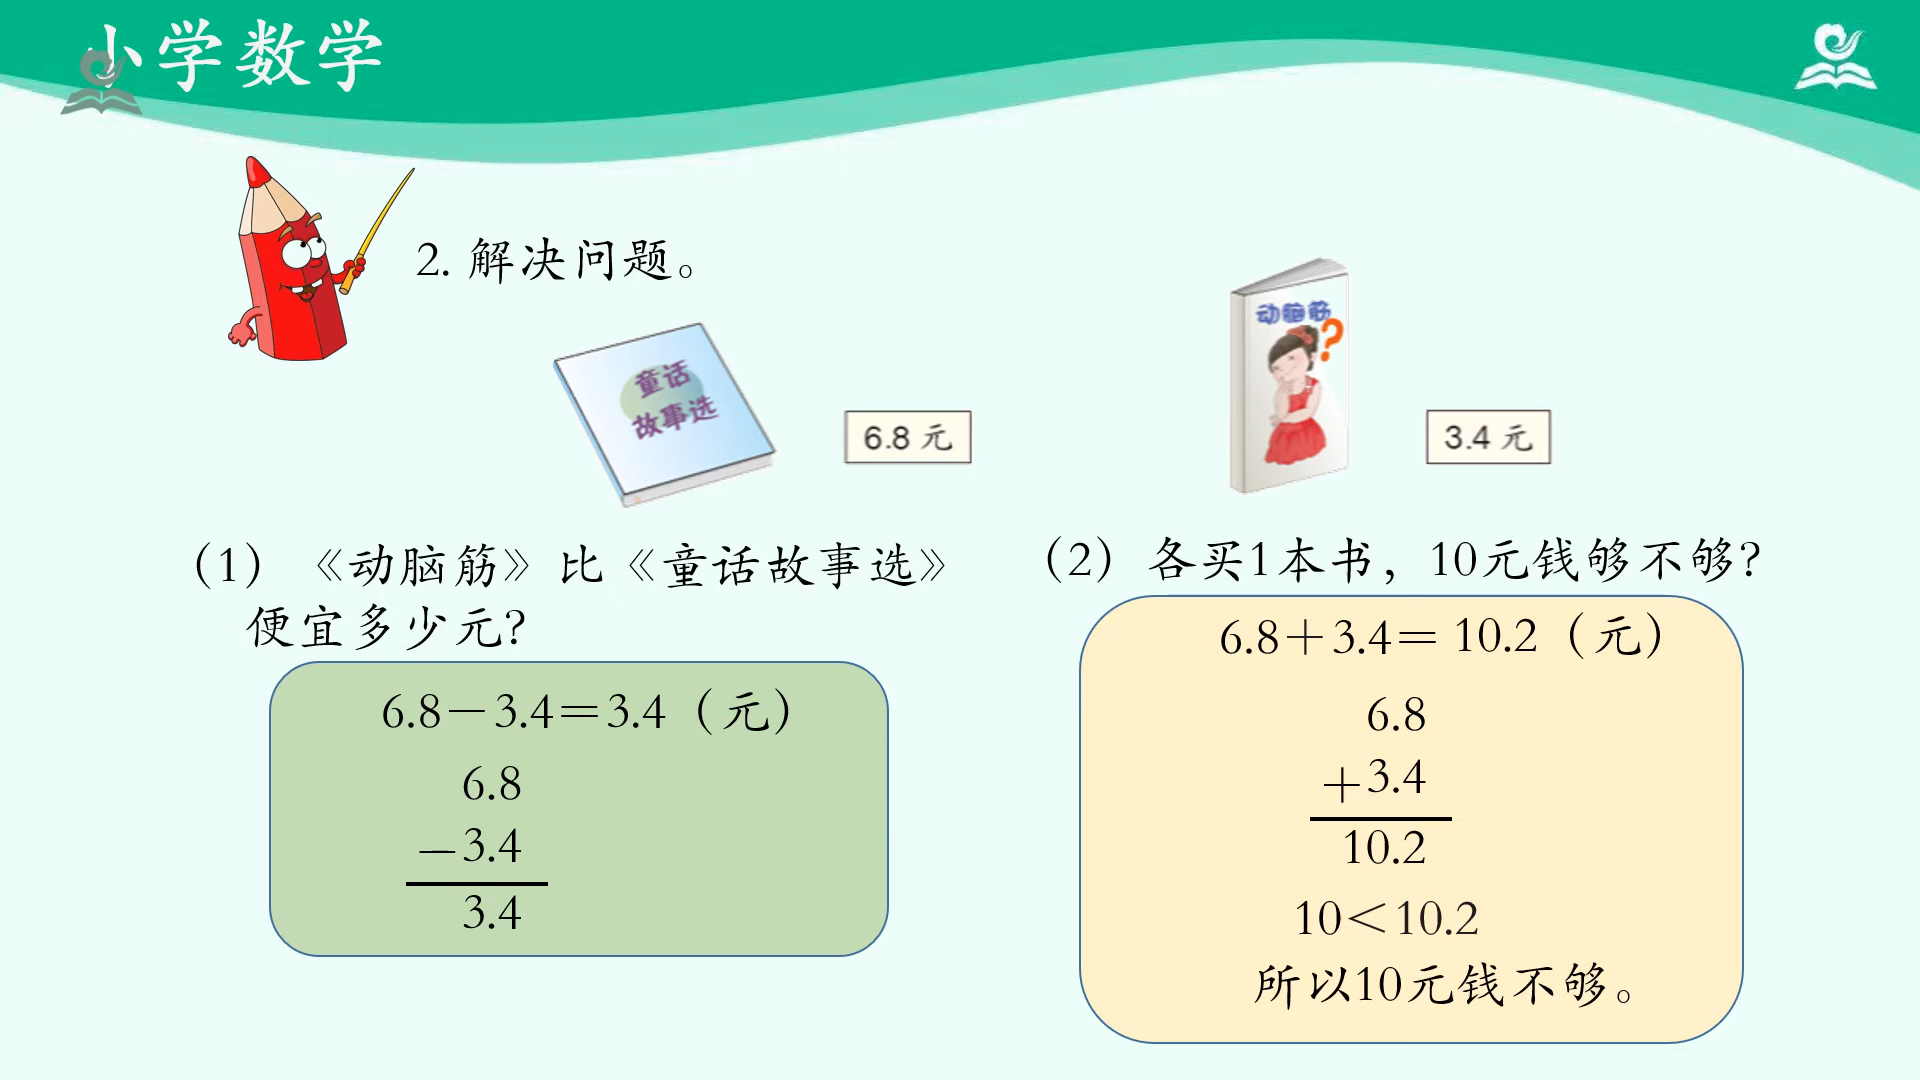 小学数学
2. 解决问题。
童话
故事选
6.8 元
动脑筋
?
3.4 元
（1）《动脑筋》比《童话故事选》
便宜多少元?
6.8－3.4＝3.4（元）
6.8
－3.4
3.4
（2）各买1本书，10元钱够不够?
6.8＋3.4＝10.2（元）
6.8
＋3.4
10.2
10＜10.2
所以10元钱不够。